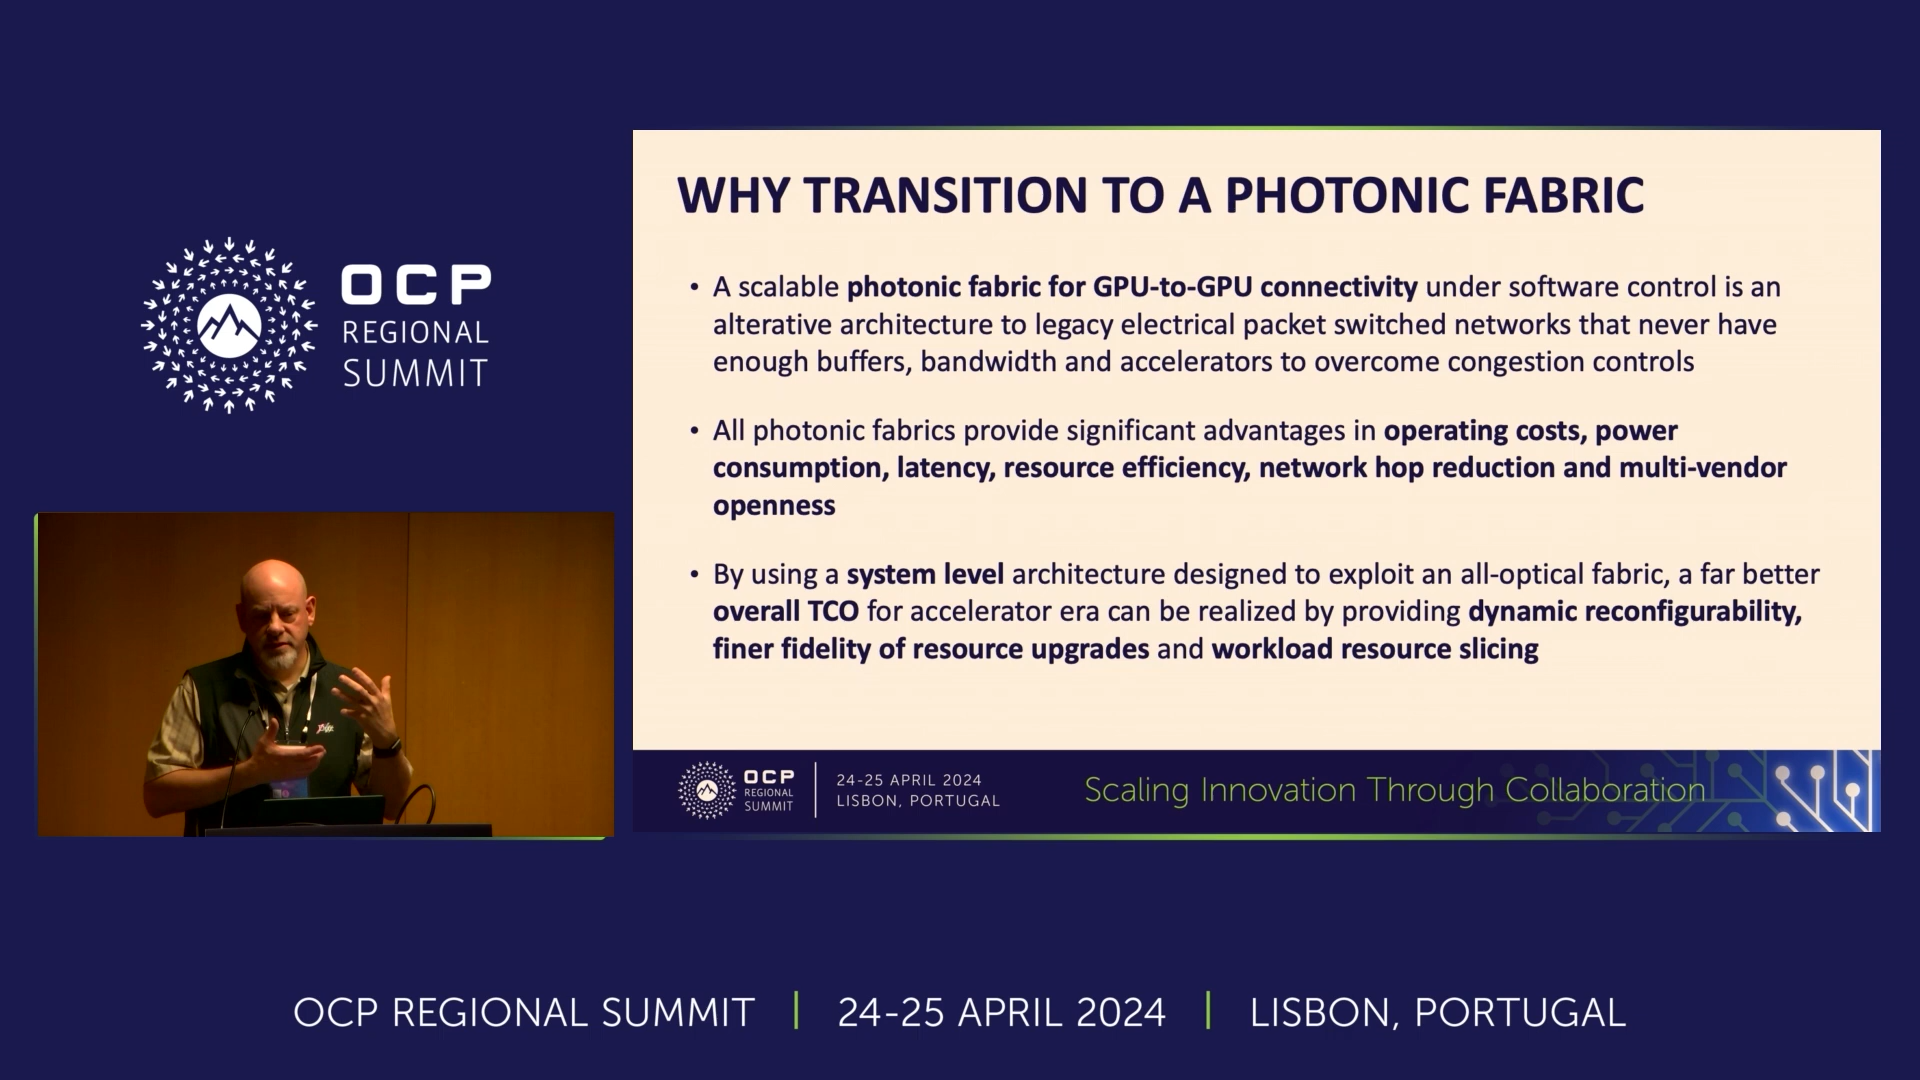 OCP
REGIONAL
SUMMIT
WHY TRANSITION TO A PHOTONIC FABRIC
• A scalable photonic fabric for GPU-to-GPU connectivity under software control is an
alterative architecture to legacy electrical packet switched networks that never have
enough buffers, bandwidth and accelerators to overcome congestion controls
• All photonic fabrics provide significant advantages in operating costs, power
consumption, latency, resource efficiency, network hop reduction and multi-vendor
openness
• By using a system level architecture designed to exploit an all-optical fabric, a far better
overall TCO for accelerator era can be realized by providing dynamic reconfigurability,
finer fidelity of resource upgrades and workload resource slicing
OCP
REGIONAL
SUMMIT
24-25 APRIL 2024
LISBON, PORTUGAL
Scaling Innovation Through Collaboration
OCP REGIONAL SUMMIT | 24-25 APRIL 2024 | LISBON, PORTUGAL